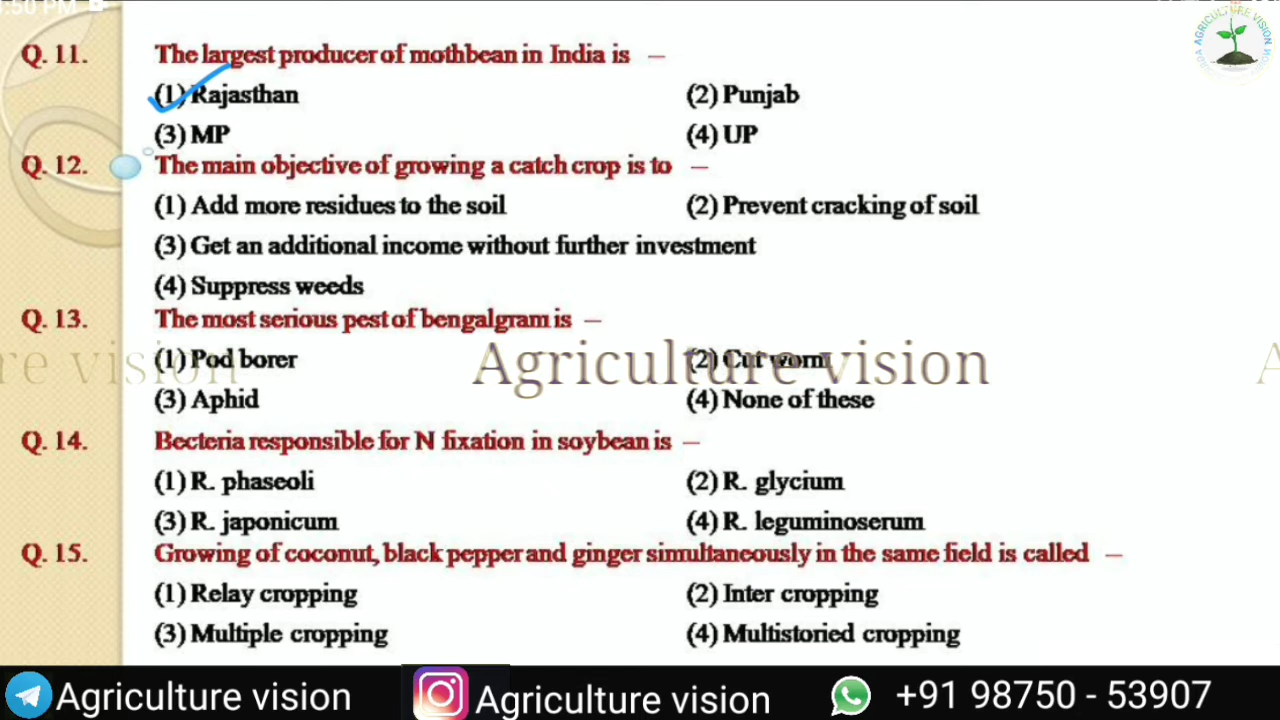 :50 PM
AGRICULTURE VISION
Q. 11. The largest producer of mothbean in India is –
(1) Rajasthan (2) Punjab
(3) MP (4) UP
Q. 12. The main objective of growing a catch crop is to –
(1) Add more residues to the soil (2) Prevent cracking of soil
(3) Get an additional income without further investment
(4) Suppress weeds
Q. 13. The most serious pest of bengalgram is –
(1) Pod borer (2) Cut worm
re vision Agriculture vision A
(3) Aphid (4) None of these
Q. 14. Becteria responsible for N fixation in soybean is –
(1) R. phaseoli (2) R. glycium
(3) R. japonicum (4) R. leguminoserum
Q. 15. Growing of coconut, black pepper and ginger simultaneously in the same field is called –
(1) Relay cropping (2) Inter cropping
(3) Multiple cropping (4) Multistoried cropping
Agriculture vision Agriculture vision +91 98750 - 53907